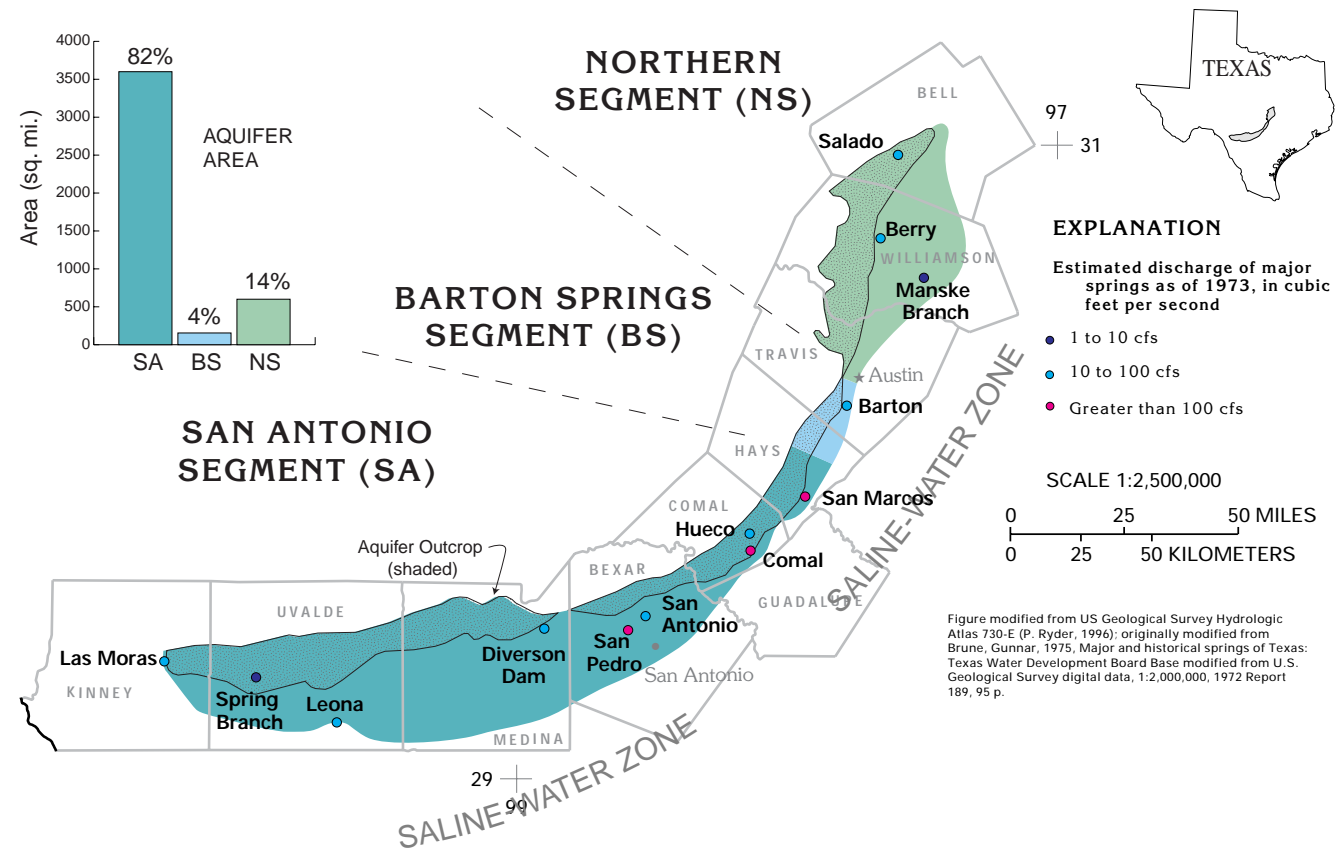 4000
3500
3000
2500
2000
1500
1000
500
0
Area (sq. mi.)
82%
4%
14%
SA
BS
NS
AQUIFER
AREA
NORTHERN
SEGMENT (NS)
BARTON SPRINGS
SEGMENT (BS)
SAN ANTONIO
SEGMENT (SA)
BELL
Salado
Berry
WILLIAMSON
Manske
Branch
TRAVIS
Austin
Barton
HAYS
San Marcos
COMAL
Hueco
Comal
GUADALUPE
BEXAR
San
Antonio
San
Pedro
San Antonio
Aquifer Outcrop
(shaded)
Diverson
Dam
MEDINA
UVALDE
Leona
Spring
Branch
Las Moras
KINNEY
SALINE-WATER ZONE
SALINE-WATER ZONE
29
99
97
31
TEXAS
EXPLANATION
Estimated discharge of major
springs as of 1973, in cubic
feet per second
1 to 10 cfs
10 to 100 cfs
Greater than 100 cfs
SCALE 1:2,500,000
0 25 50 MILES
0 25 50 KILOMETERS
Figure modified from US Geological Survey Hydrologic
Atlas 730-E (P. Ryder, 1996); originally modified from
Brune, Gunnar, 1975, Major and historical springs of Texas:
Texas Water Development Board Base modified from U.S.
Geological Survey digital data, 1:2,000,000, 1972 Report
189, 95 p.